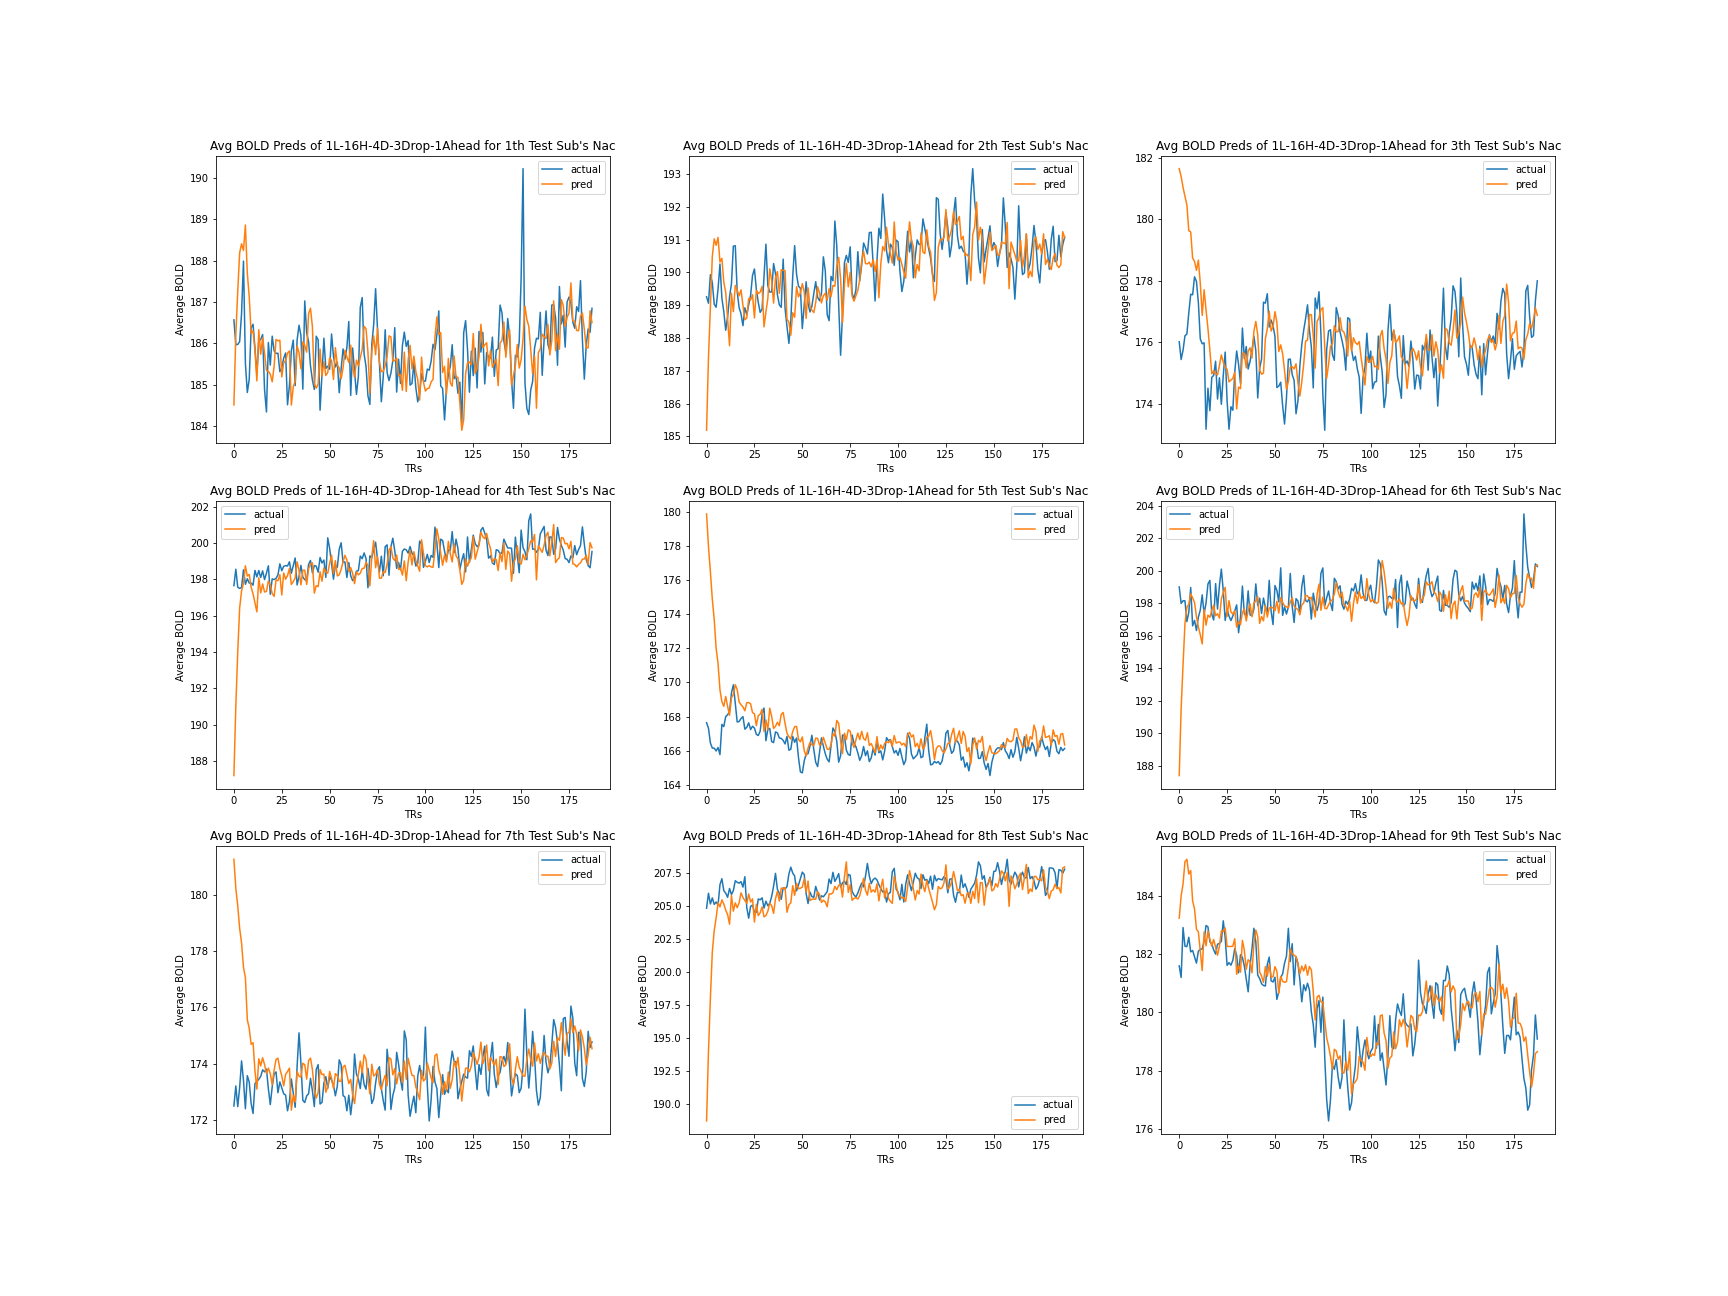 Avg BOLD Preds of 1L-16H-4D-3Drop-1Ahead for 1th Test Sub's Nac
Average BOLD
190
189
188
187
186
185
184
0 25 50 75 100 125 150 175
TRs
actual
pred
Avg BOLD Preds of 1L-16H-4D-3Drop-1Ahead for 2th Test Sub's Nac
Average BOLD
193
192
191
190
189
188
187
186
185
0 25 50 75 100 125 150 175
TRs
actual
pred
Avg BOLD Preds of 1L-16H-4D-3Drop-1Ahead for 3th Test Sub's Nac
Average BOLD
182
180
178
176
174
0 25 50 75 100 125 150 175
TRs
actual
pred
Avg BOLD Preds of 1L-16H-4D-3Drop-1Ahead for 4th Test Sub's Nac
Average BOLD
202
200
198
196
194
192
190
188
0 25 50 75 100 125 150 175
TRs
actual
pred
Avg BOLD Preds of 1L-16H-4D-3Drop-1Ahead for 5th Test Sub's Nac
Average BOLD
180
178
176
174
172
170
168
166
164
0 25 50 75 100 125 150 175
TRs
actual
pred
Avg BOLD Preds of 1L-16H-4D-3Drop-1Ahead for 6th Test Sub's Nac
Average BOLD
204
202
200
198
196
194
192
190
188
0 25 50 75 100 125 150 175
TRs
actual
pred
Avg BOLD Preds of 1L-16H-4D-3Drop-1Ahead for 7th Test Sub's Nac
Average BOLD
180
178
176
174
172
0 25 50 75 100 125 150 175
TRs
actual
pred
Avg BOLD Preds of 1L-16H-4D-3Drop-1Ahead for 8th Test Sub's Nac
Average BOLD
207.5
205.0
202.5
200.0
197.5
195.0
192.5
190.0
0 25 50 75 100 125 150 175
TRs
actual
pred
Avg BOLD Preds of 1L-16H-4D-3Drop-1Ahead for 9th Test Sub's Nac
Average BOLD
184
182
180
178
176
0 25 50 75 100 125 150 175
TRs
actual
pred